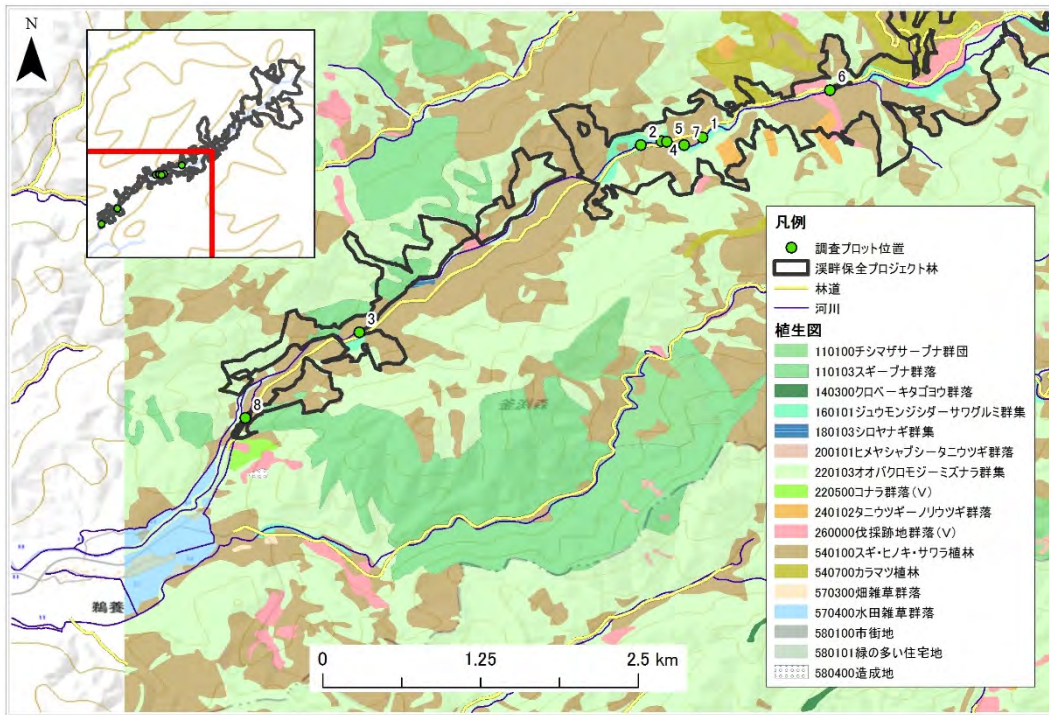 N
6
2
5
7
1
4
3
8
鵜養
0
1.25
2.5 km
凡例
調査プロット位置
渓畔保全プロジェクト林
林道
河川
植生図
110100チシマザサーブナ群団
110103スギーブナ群落
140300クロベーキタゴヨウ群落
160101ジュウモンジシダーサワグルミ群集
180103シロヤナギ群集
200101ヒメヤシャブシータニウツギ群落
220103オオバクロモジーミズナラ群集
220500コナラ群落(Ⅴ)
240102タニウツギーノリウツギ群落
260000伐採跡地群落(Ⅴ)
540100スギ・ヒノキ・サワラ植林
540700カラマツ植林
570300畑雑草群落
570400水田雑草群落
580100市街地
580101緑の多い住宅地
580400造成地